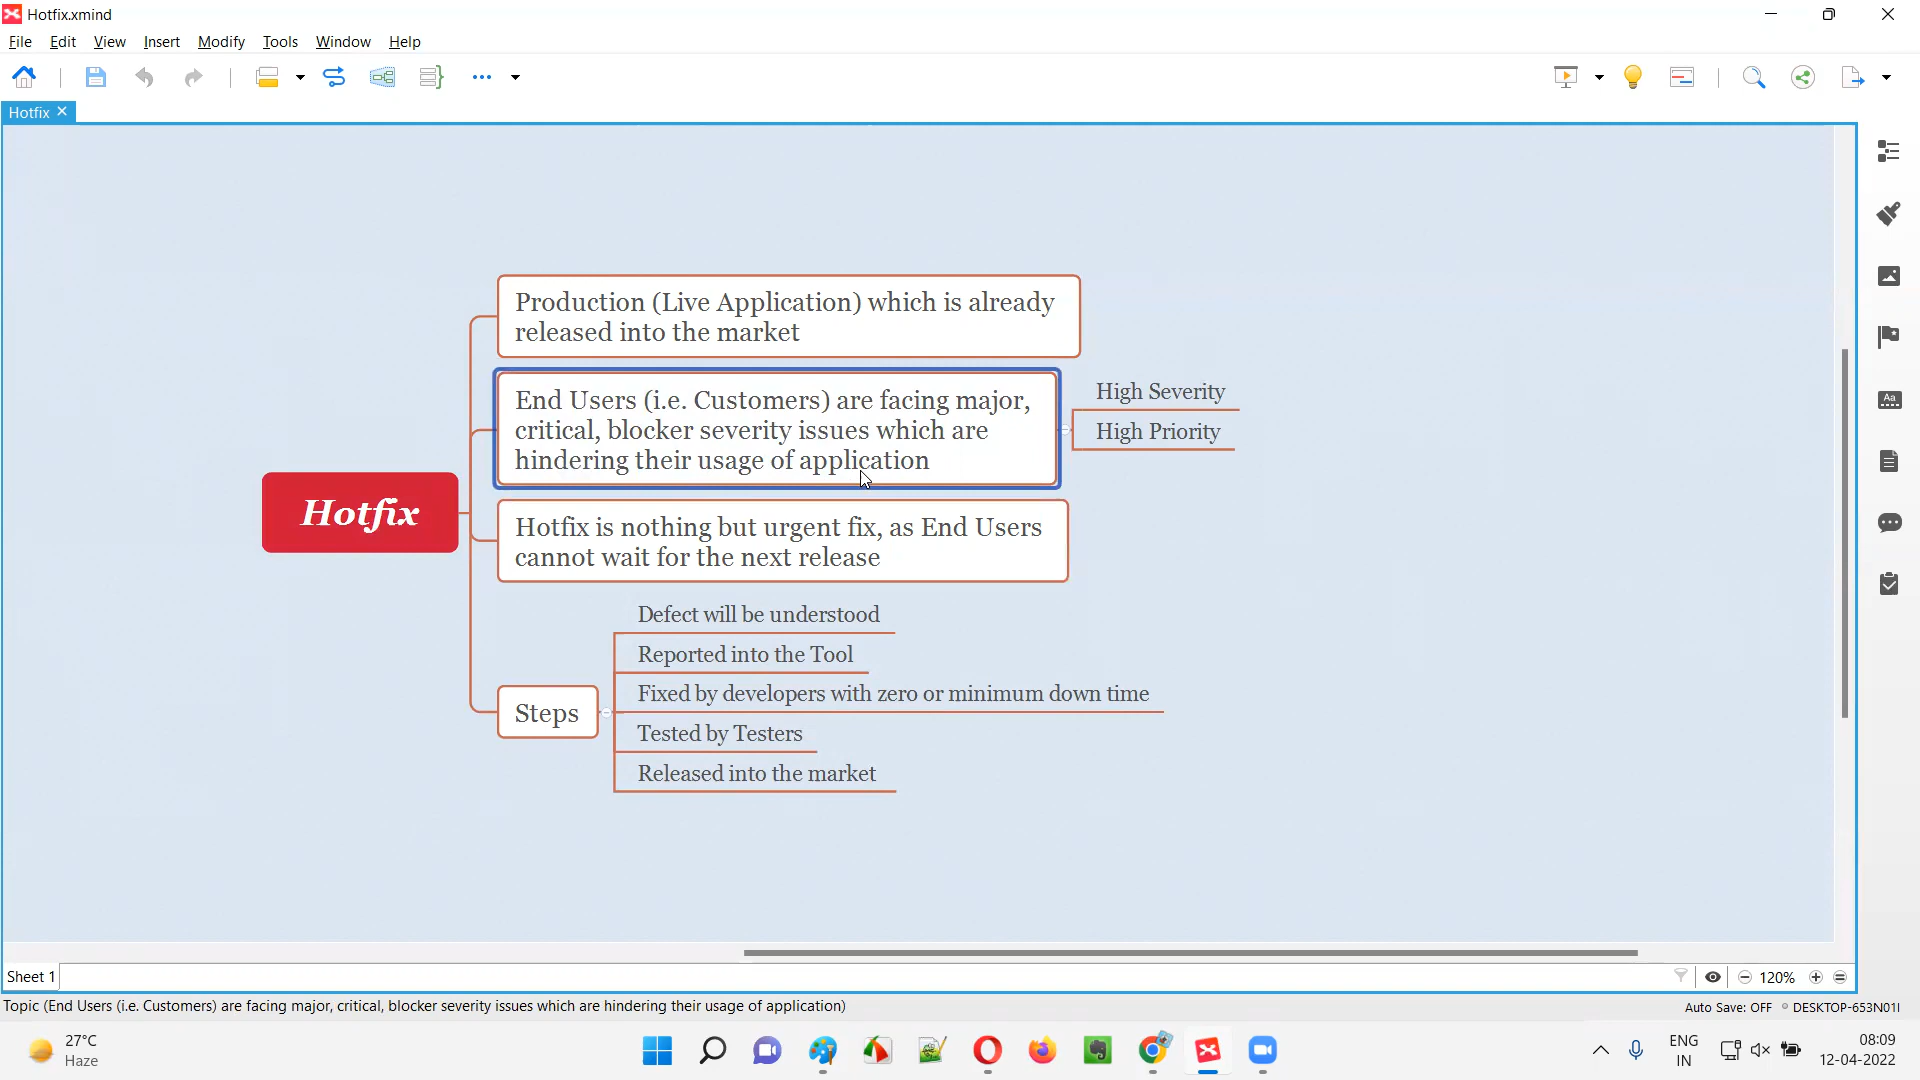 Hotfix.xmind
File Edit View Insert Modify Tools Window Help
Hotfix
Production (Live Application) which is already
released into the market
End Users (i.e. Customers) are facing major,
critical, blocker severity issues which are
hindering their usage of application
High Severity
High Priority
Hotfix
Hotfix is nothing but urgent fix, as End Users
cannot wait for the next release
Steps
Defect will be understood
Reported into the Tool
Fixed by developers with zero or minimum down time
Tested by Testers
Released into the market
Aa
Sheet 1
120%
Topic (End Users (i.e. Customers) are facing major, critical, blocker severity issues which are hindering their usage of application)
Auto Save: OFF
DESKTOP-653N01I
27°C
Haze
ENG
IN
08:09
12-04-2022